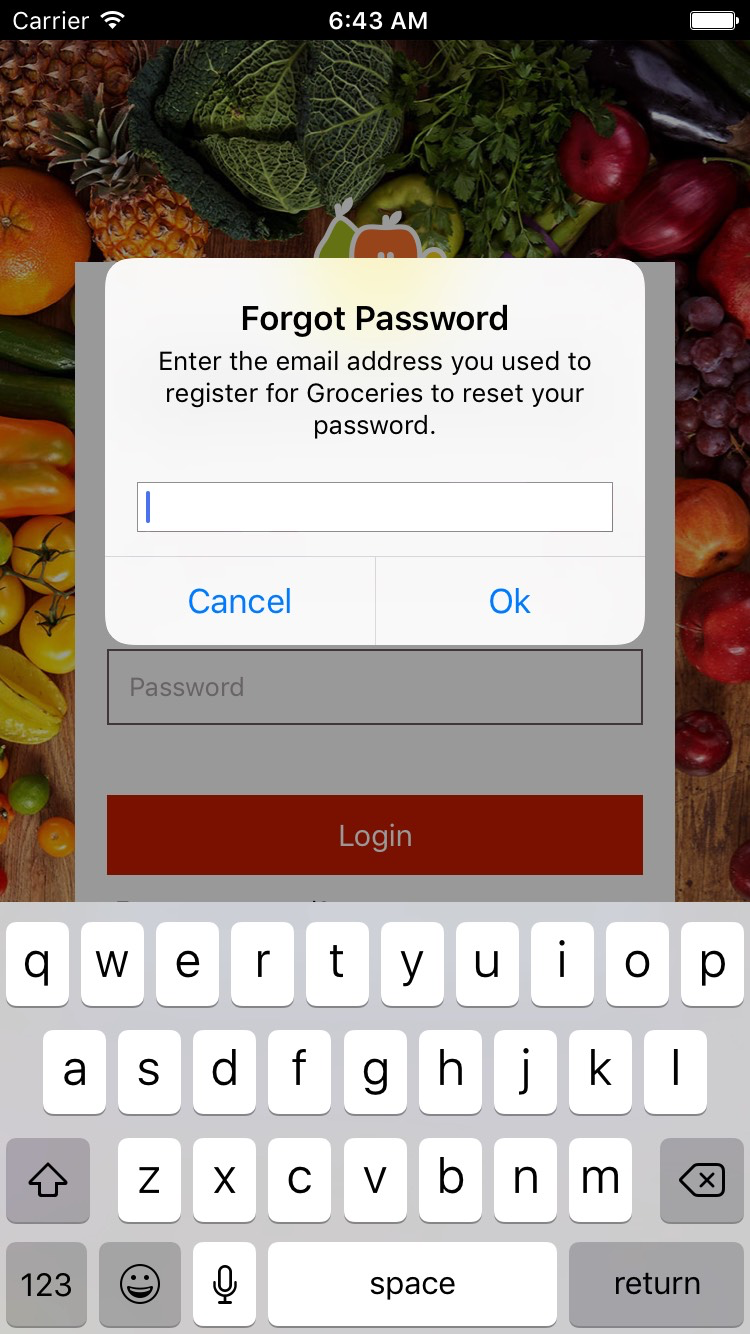 Carrier 6:43 AM
Forgot Password
Enter the email address you used to
register for Groceries to reset your
password.
Cancel Ok
Password
Login
q w e r t y u i o p
a s d f g h j k l
z x c v b n m
123 space return